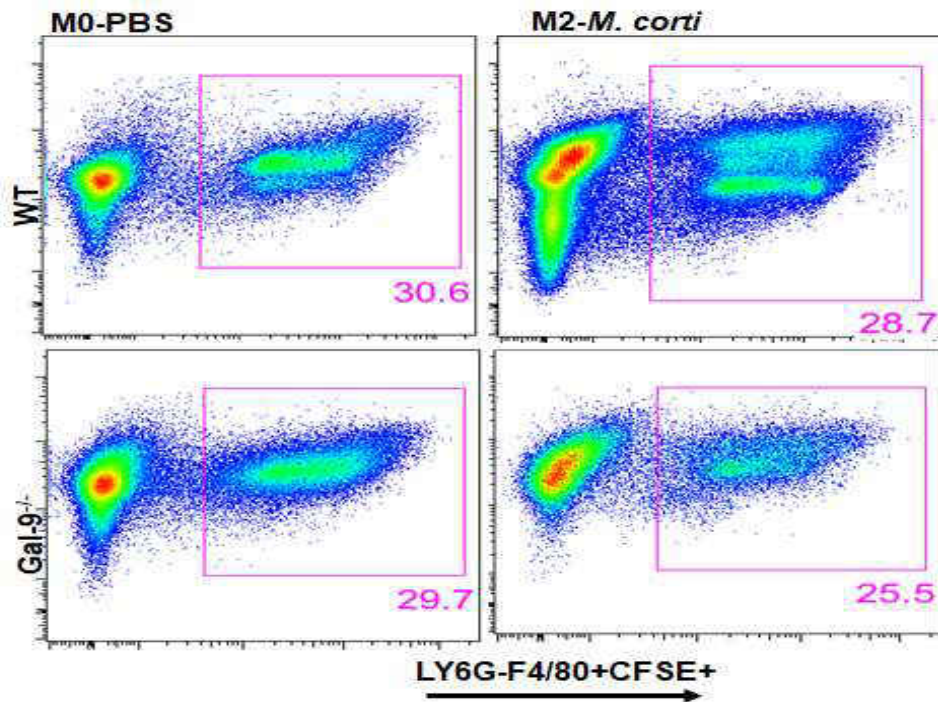 M0-PBS
M2-M. corti
WT
30.6
28.7
Gal-9-/-
29.7
25.5
LY6G-F4/80+CFSE+